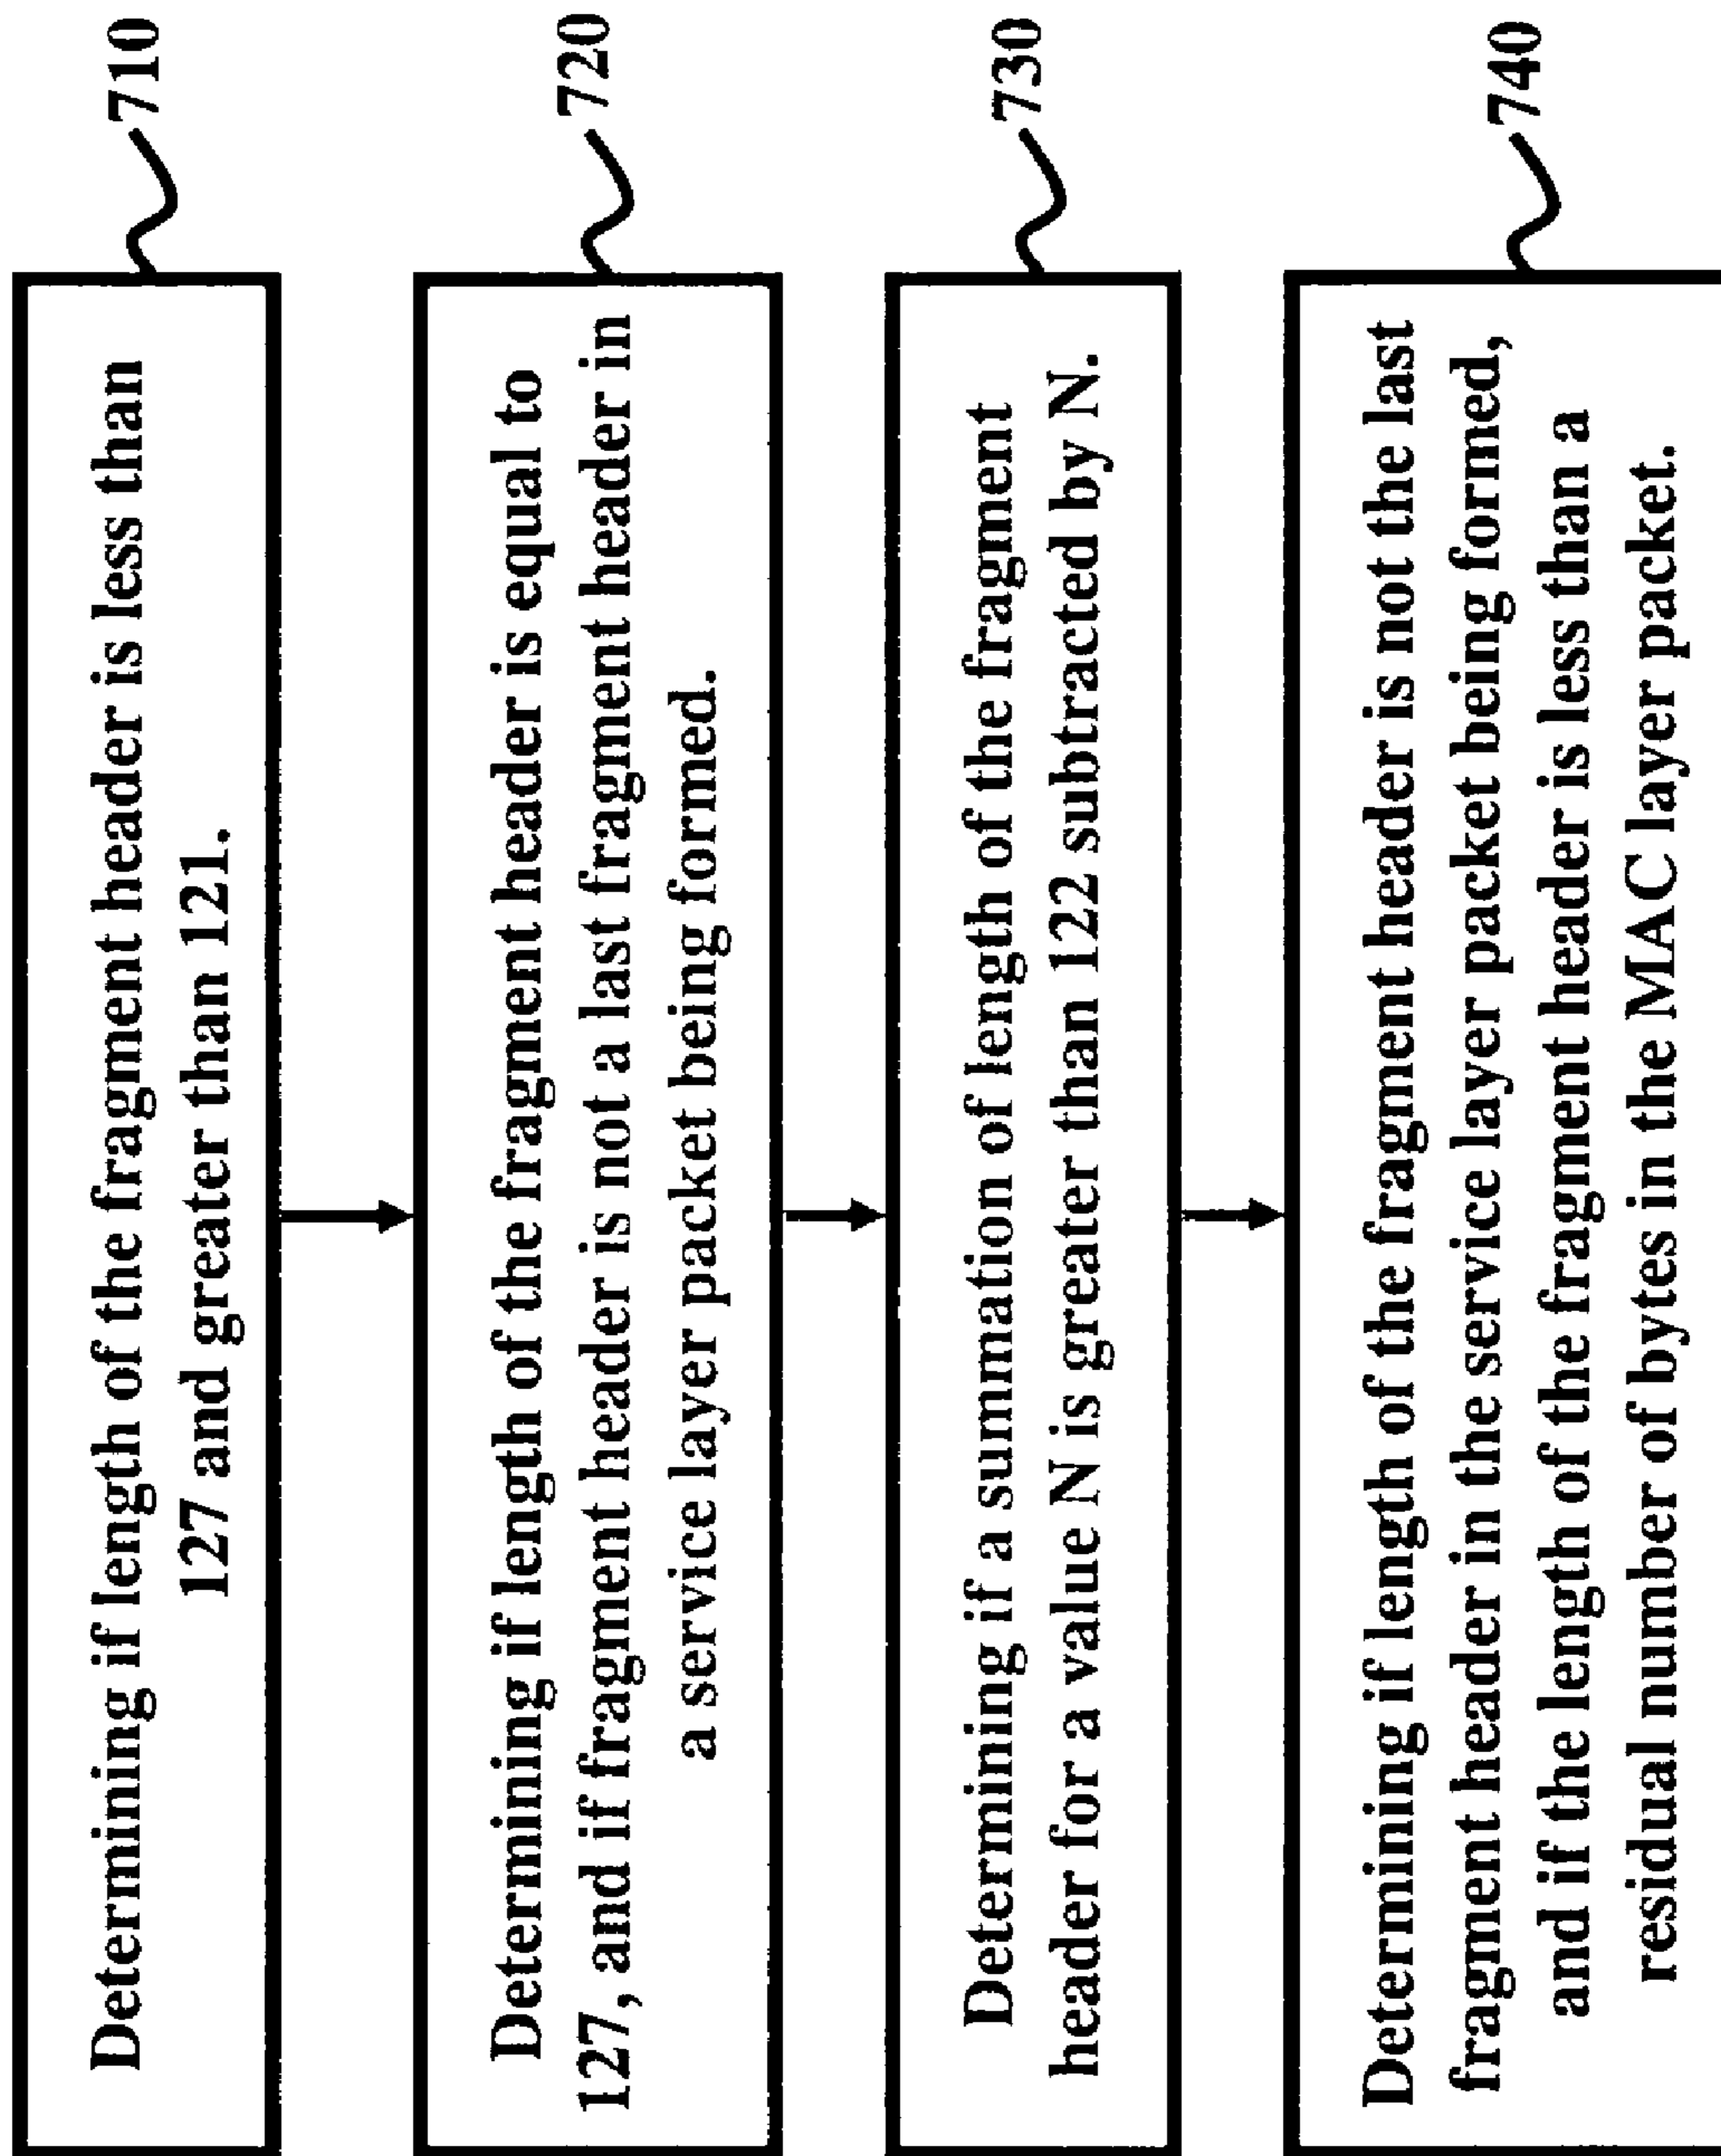 Determining if length of the fragment header is less than
127 and greater than 121.
710
Determining if length of the fragment header is equal to
127, and if fragment header is not a last fragment header in
a service layer packet being formed.
720
Determining if a summation of length of the fragment
header for a value N is greater than 122 subtracted by N.
730
Determining if length of the fragment header is not the last
fragment header in the service layer packet being formed,
and if the length of the fragment header is less than a
residual number of bytes in the MAC layer packet.
740